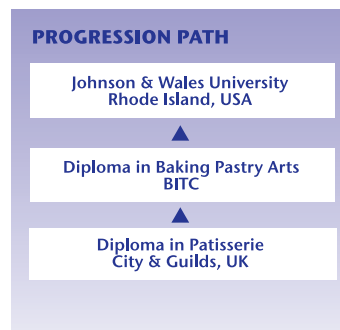 PROGRESSION PATH
Johnson & Wales University
Rhode Island, USA
Diploma in Baking Pastry Arts
BITC
Diploma in Patisserie
City & Guilds, UK